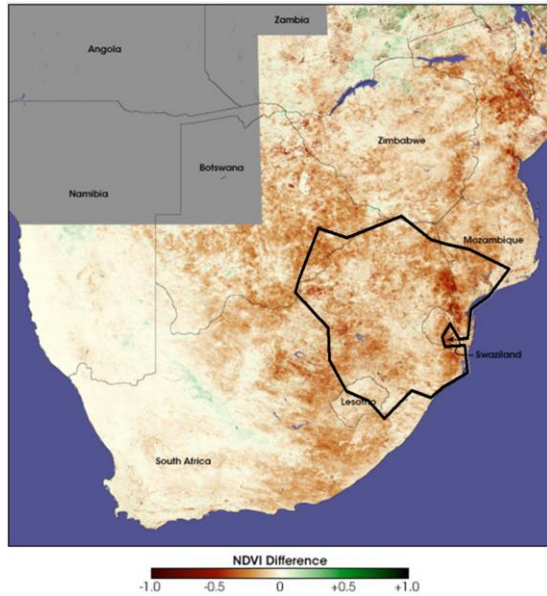 Zambia
Angola
Zimbabwe
Botswana
Namibia
Mozambique
Swaziland
Lesotho
South Africa
NDVI Difference
-1.0 -0.5 0 +0.5 +1.0